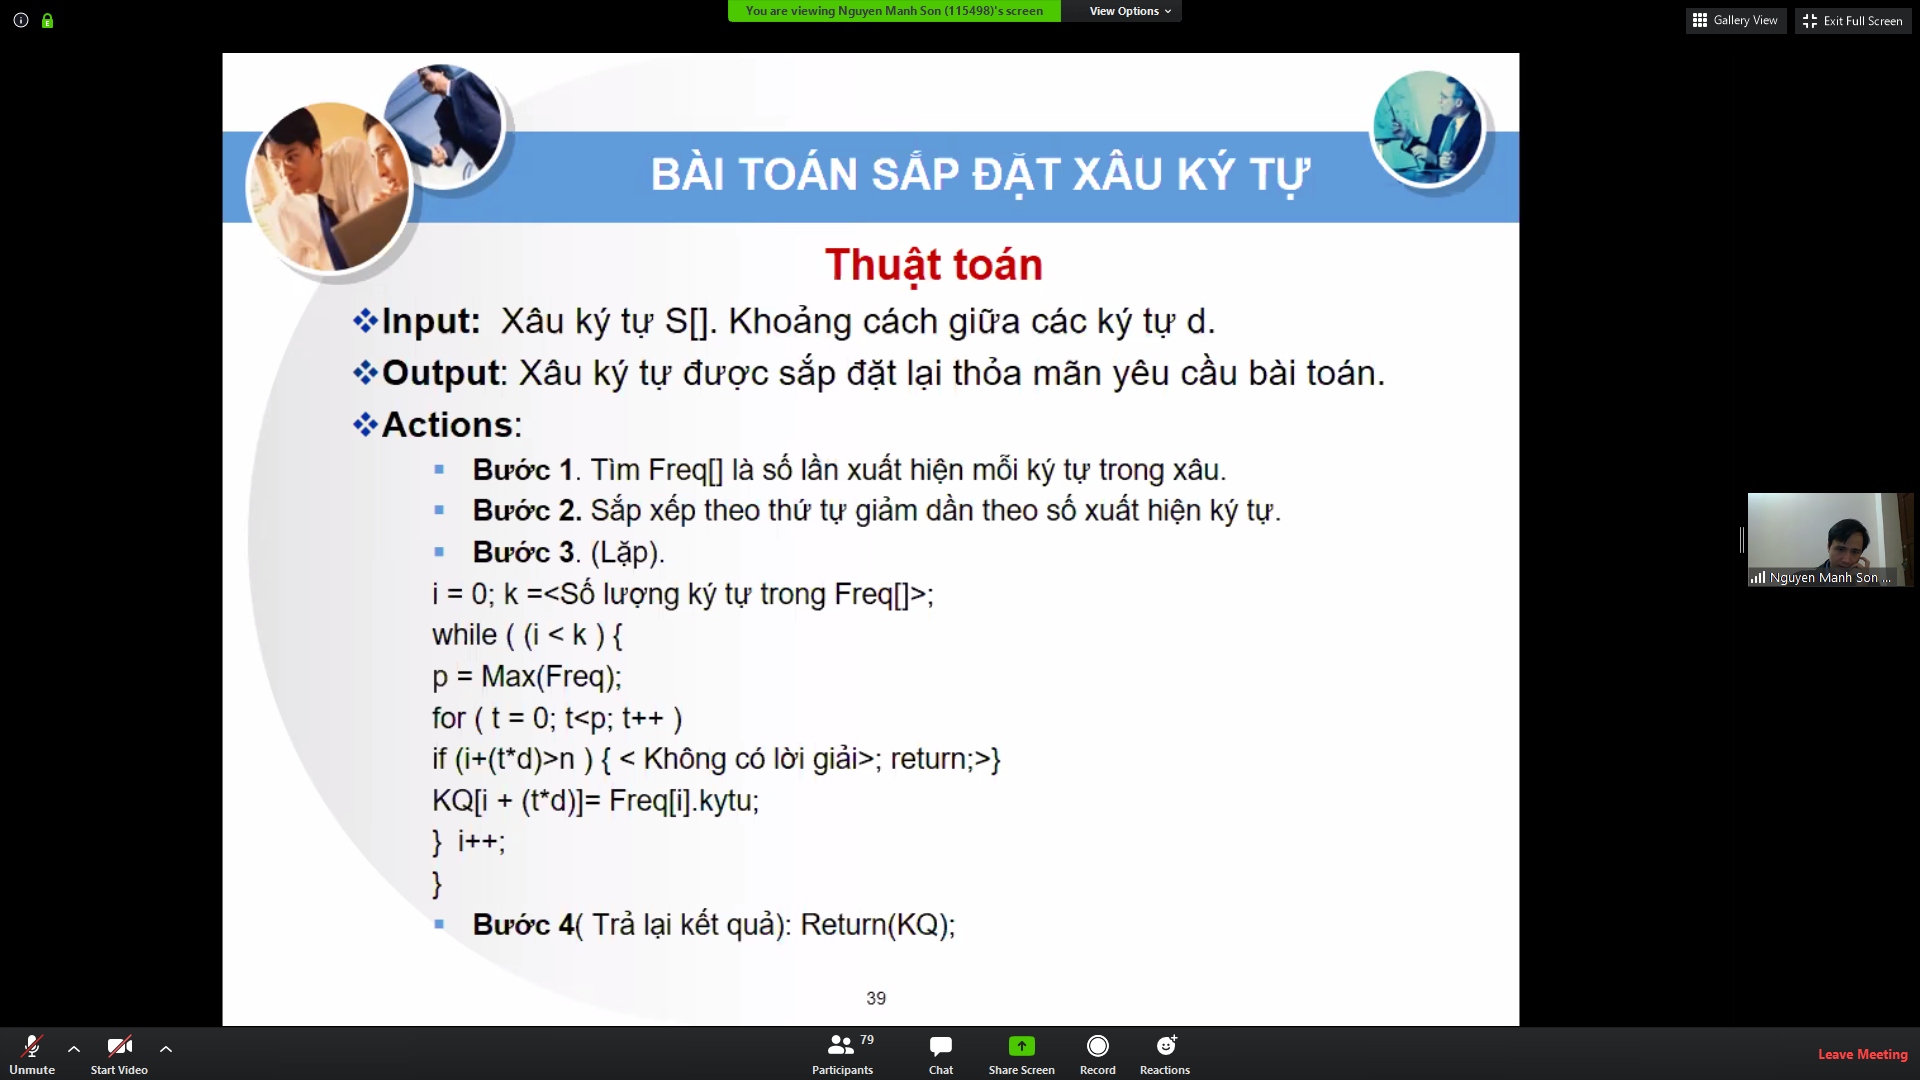 You are viewing Nguyen Manh Son (115498)'s screen
View Options
Gallery View
Exit Full Screen
BÀI TOÁN SẮP ĐẶT XÂU KÝ TỰ
Thuật toán
Input: Xâu ký tự S[]. Khoảng cách giữa các ký tự d.
Output: Xâu ký tự được sắp đặt lại thỏa mãn yêu cầu bài toán.
Actions:
Bước 1. Tìm Freq[] là số lần xuất hiện mỗi ký tự trong xâu.
Bước 2. Sắp xếp theo thứ tự giảm dần theo số xuất hiện ký tự.
Bước 3. (Lặp).
i = 0; k =<Số lượng ký tự trong Freq[]>;
while ( (i < k ) {
p = Max(Freq);
for ( t = 0; t<p; t++ )
if (i+(t*d)>n ) { < Không có lời giải>; return;>}
KQ[i + (t*d)]= Freq[i].kytu;
} i++;
}
Bước 4( Trả lại kết quả): Return(KQ);
39
Nguyen Manh Son ...
Unmute
Start Video
79
Participants
Chat
Share Screen
Record
Reactions
Leave Meeting